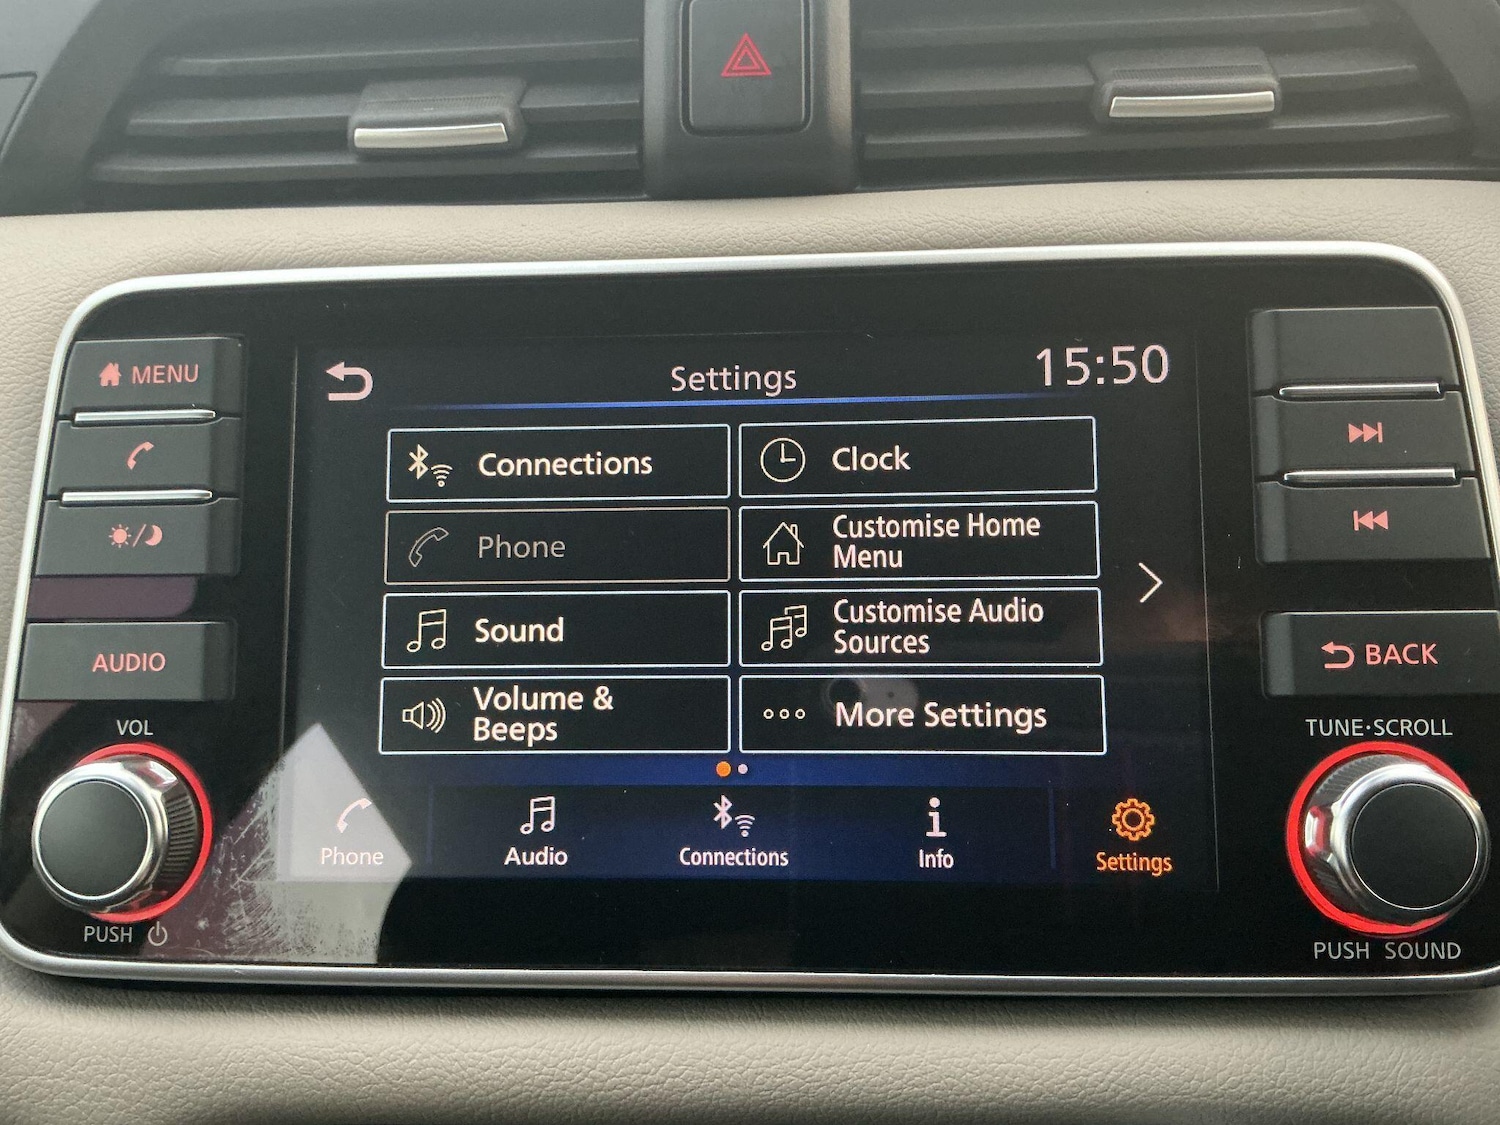 MENU
AUDIO
VOL
PUSH
Settings
15:50
Connections
Clock
Phone
Customise Home
Menu
Sound
Customise Audio
Sources
Volume &
Beeps
More Settings
Phone
Audio
Connections
Info
Settings
BACK
TUNE·SCROLL
PUSH SOUND